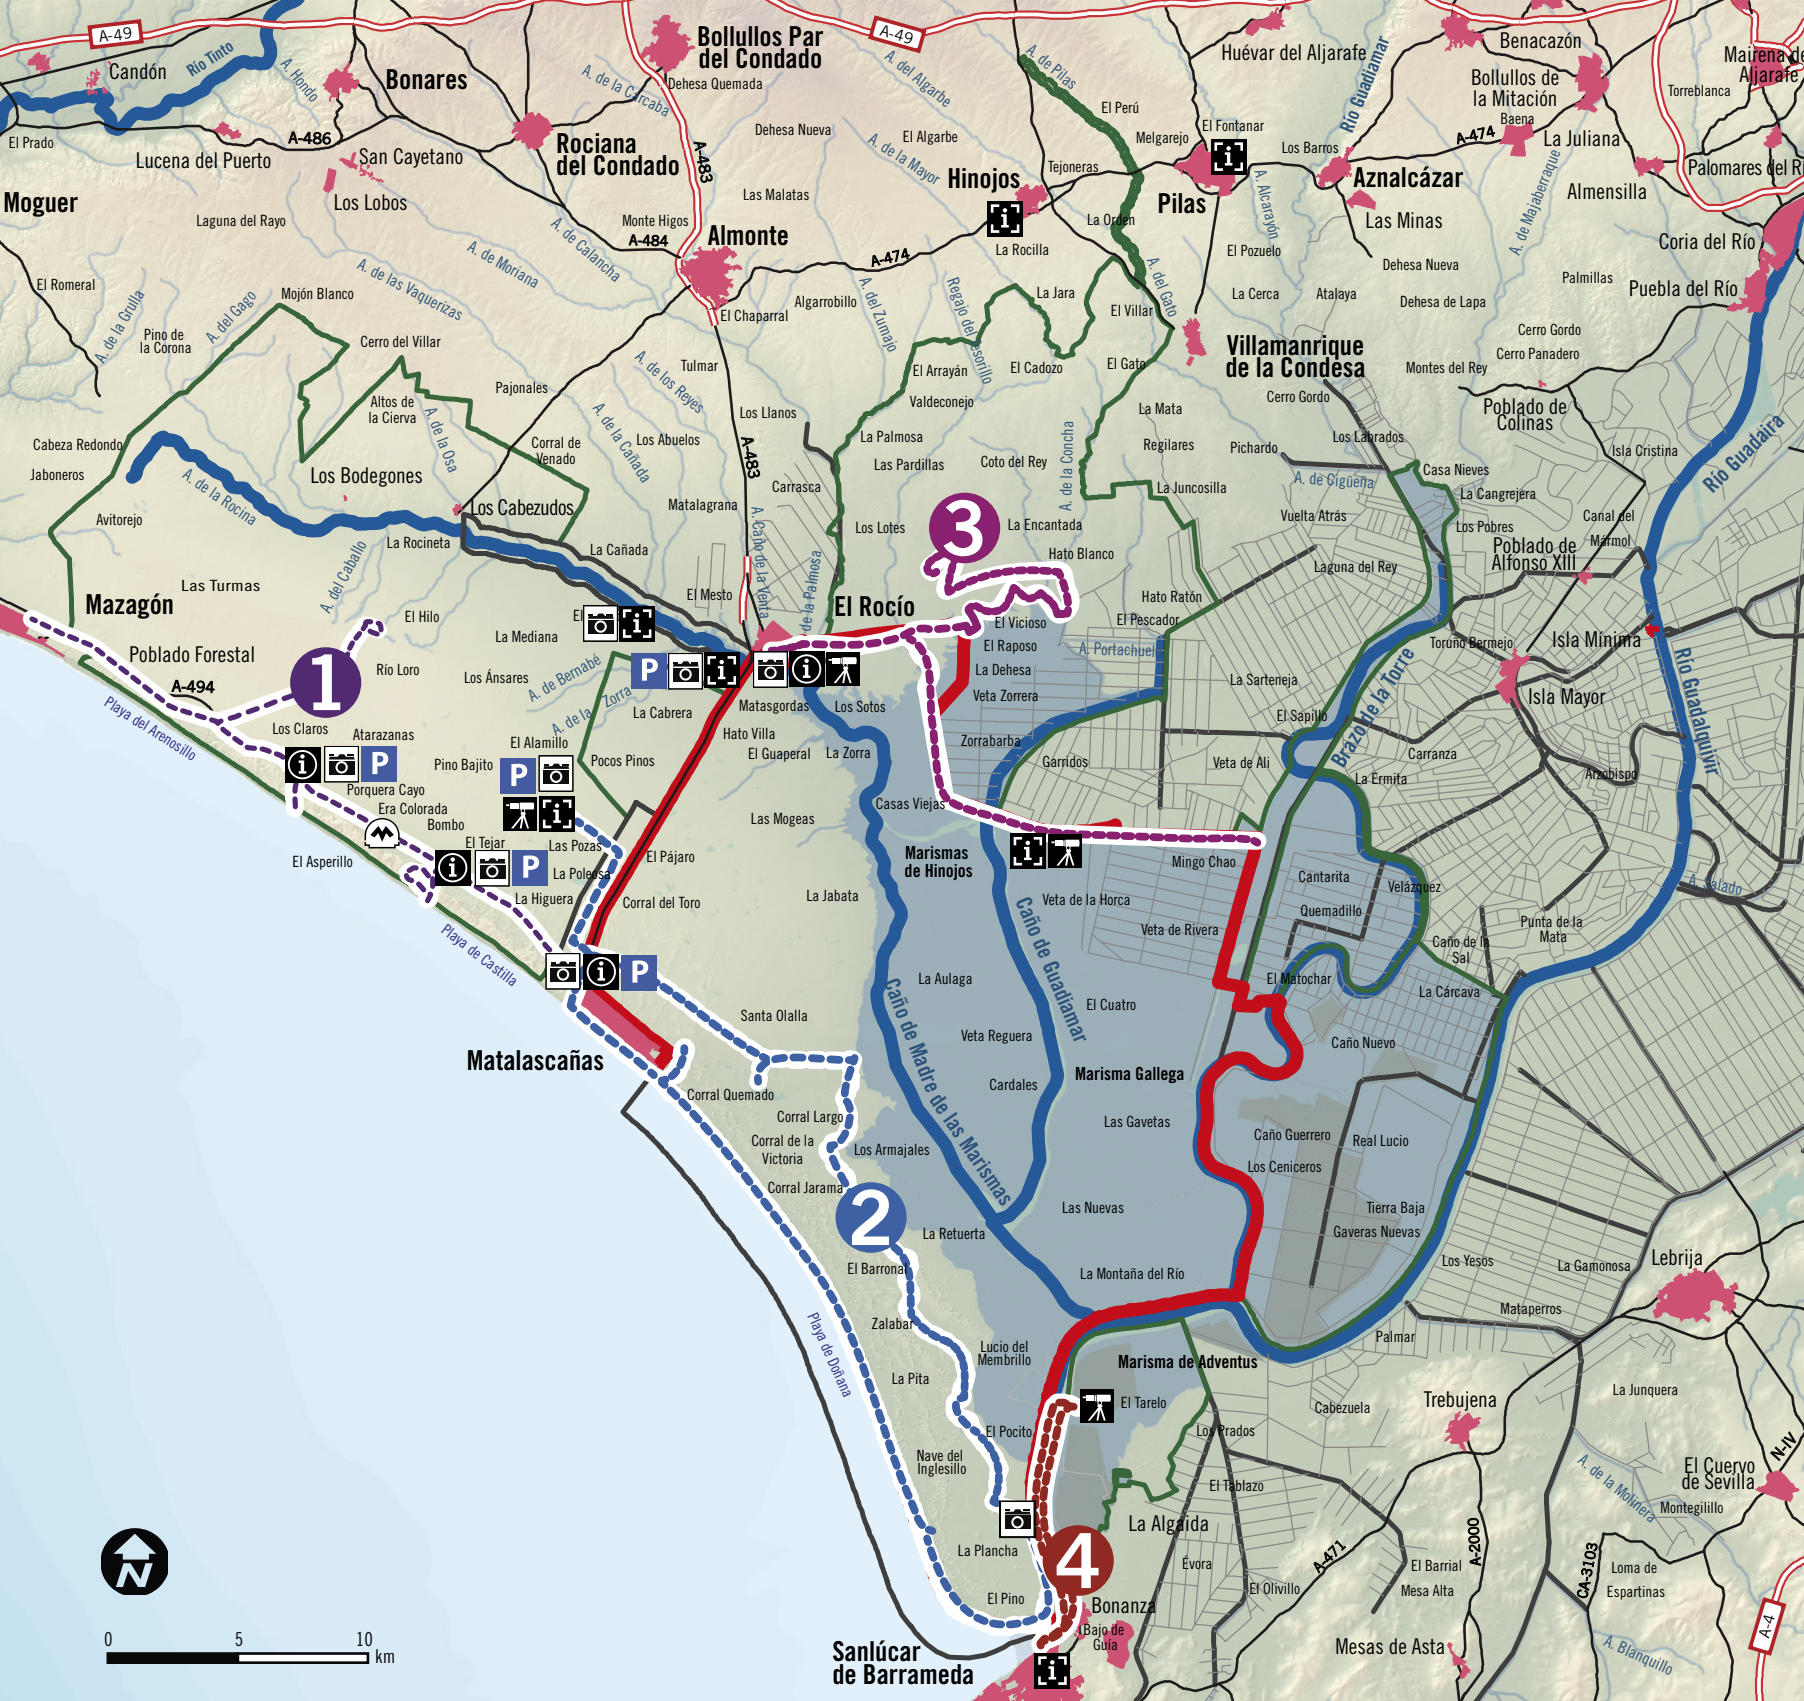 A-49
A-49
Río Tinto
Candón
A. Hondo
Bonares
El Prado
Lucena del Puerto
A-486
San Cayetano
Los Lobos
Moguer
Laguna del Rayo
El Romeral
A. de la Grulla
A. del Gago
Mojón Blanco
Pino de
la Corona
Bollullos Par
del Condado
Dehesa Quemada
A. de la Carcaba
Rociana
del Condado
A-483
Dehesa Nueva
Las Malatas
Monte Higos
A-484
Almonte
A. de Calancha
A. de Moriana
A. de las Vaquerizas
El Chaparral
A-474
Algarrobillo
A. del Zumajo
A. del Algarbe
A. de Pilas
El Perú
El Algarbe
A. de la Mayor
Hinojos
Tejoneras
Melgarejo
El Fontanar
Pilas
La Orden
La Rocilla
La Jara
El Villar
A. del Gato
A. Alcarayón
Huévar del Aljarafe
Río Guadiamar
Los Barros
Aznalcázar
Las Minas
A-474
Benacazón
Bollullos de
la Mitación
Baena
La Juliana
Torreblanca
Almensilla
A. de Majaberraque
Coria del Río
Puebla del Río
El Pozuelo
Dehesa Nueva
Palmillas
La Cerca
Atalaya
Dehesa de Lapa
Cerro Gordo
Cerro Panadero
Montes del Rey
Villamanrique
de la Condesa
Cerro Gordo
Poblado de
Colinas
Río Guadaira
Isla Cristina
Cerro del Villar
Altos de
la Cierva
A. de la Osa
Pajonales
Corral de
Venado
Tulmar
A. de los Reyes
A. de la Cañada
Los Llanos
Los Abuelos
A-483
Carrasca
Matalagrana
Cabeza Redondo
Jaboneros
Avitorejo
A. de la Rocina
Los Bodegones
Los Cabezudos
La Rocineta
La Cañada
El Arrayán
El Cadozo
El Gato
Valdeconejo
La Palmosa
Las Pardillas
Coto del Rey
A. de la Concha
La Mata
Regilares
La Juncosilla
Pichardo
Los Labrados
A. de Cigüeña
Casa Nieves
La Cangrejera
Vuelta Atrás
Los Pobres
Canal del
Mármol
Poblado de
Alfonso XIII
Laguna del Rey
Los Lotes
3
La Encantada
Hato Blanco
Hato Ratón
El Pescador
A. Caño de la Venta
El Mesto
El Rocío
El Vicioso
El Raposo
A. Portachuelo
La Dehesa
Veta Zorrera
Las Turmas
A. del Caballo
Mazagón
El Hilo
La Mediana
Poblado Forestal
1
Río Loro
Los Ánsares
A. de Bernabé
A. de la Zorra
P
La Cabrera
Matasgordas
Los Sotos
A-494
Playa del Arenosillo
Los Claros
Atarazanas
P
Porquera Cayo
Era Colorada
Bombo
Pino Bajito
El Alamillo
P
Pocos Pinos
Hato Villa
El Guaperal
La Zorra
Zorrabarba
Garridos
Veta de Alí
La Sarteneja
El Sapillo
Brazo de la Torre
Toruño Bermejo
Isla Mínima
Isla Mayor
Río Guadalquivir
Carranza
La Ermita
Arzobispo
El Asperillo
El Tejar
P
Las Pozas
La Poleosa
La Higuera
El Pájaro
Corral del Toro
Las Mogeas
Casas Viejas
La Jabata
Marismas
de Hinojos
Mingo Chao
Veta de la Horca
Veta de Rivera
Cantarita
Quemadillo
Velázquez
A. Salado
Punta de la
Mata
Caño de la
Sal
Playa de Castilla
P
Matalascañas
Santa Olalla
La Aulaga
Caño de Guadiamar
Caño de Madre de las Marismas
El Cuatro
Veta Reguera
Cardales
Marisma Gallega
Las Gavetas
El Matochar
La Cárcava
Caño Nuevo
Corral Quemado
Corral Largo
Corral de la
Victoria
Los Armajales
Corral Jarama
2
Caño Guerrero
Real Lucio
Los Ceniceros
Tierra Baja
Gaveras Nuevas
Las Nuevas
La Retuerta
El Barronal
La Montaña del Río
Los Yesos
La Gamonosa
Mataperros
Lebrija
Palmar
Playa de Doñana
Zalabar
Lucio del
Membrillo
La Pita
Marisma de Adventus
El Tarelo
El Pocito
Nave del
Inglesillo
Los Prados
El Tablazo
Cabezuela
Trebujena
La Junquera
N-IV
El Cuervo
de Sevilla
Montegilillo
A. de la Molinera
La Plancha
4
La Algaida
Évora
El Olivillo
A-471
A-2000
El Barrial
Mesa Alta
CA-3103
Loma de
Espartinas
El Pino
Bonanza
Bajo de
Guía
Sanlúcar
de Barrameda
Mesas de Asta
A. Blanquillo
A-4
N
0 5 10
km